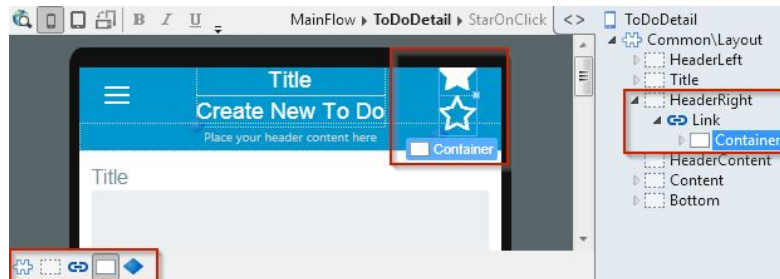 B I U MainFlow ▸ ToDoDetail ▸ StarOnClick <>
Title
Create New To Do
Place your header content here
Container
Title
ToDoDetail
Common\Layout
HeaderLeft
Title
HeaderRight
Link
Container
HeaderContent
Content
Bottom